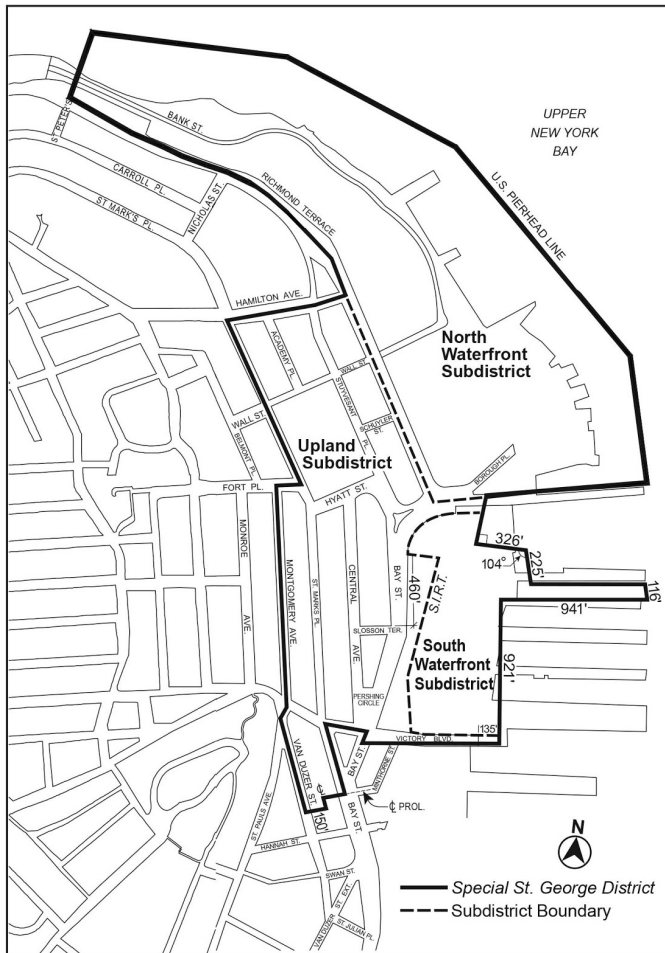 UPPER
NEW YORK
BAY
BANK ST.
ST PETER'S
CARROLL PL.
ST MARK'S PL.
NICHOLAS ST.
RICHMOND TERRACE
U.S. PIERHEAD LINE
HAMILTON AVE.
ACADEMY PL.
WALL ST.
STUYVESANT
PL.
SCHUYLER
ST.
North
Waterfront
Subdistrict
WALL ST.
BELMONT PL.
Upland
Subdistrict
BOROUGH PL.
FORT PL.
HYATT ST.
326'
104°
225'
116'
941'
MONROE
AVE.
MONTGOMERY AVE.
ST. MARKS PL.
CENTRAL
AVE.
BAY ST.
460'
S.I.R.T.
SLOSSON TER.
South
Waterfront
Subdistrict
921'
PERSHING
CIRCLE
135'
VICTORY BLVD.
VAN DUZER ST.
BAY ST.
MINTHORNE ST.
℄ PROL.
150'
BAY ST.
ST. PAULS AVE.
HANNAH ST.
SWAN ST.
VAN DUZER ST EXT.
ST. JULIAN PL.
N
Special St. George District
Subdistrict Boundary